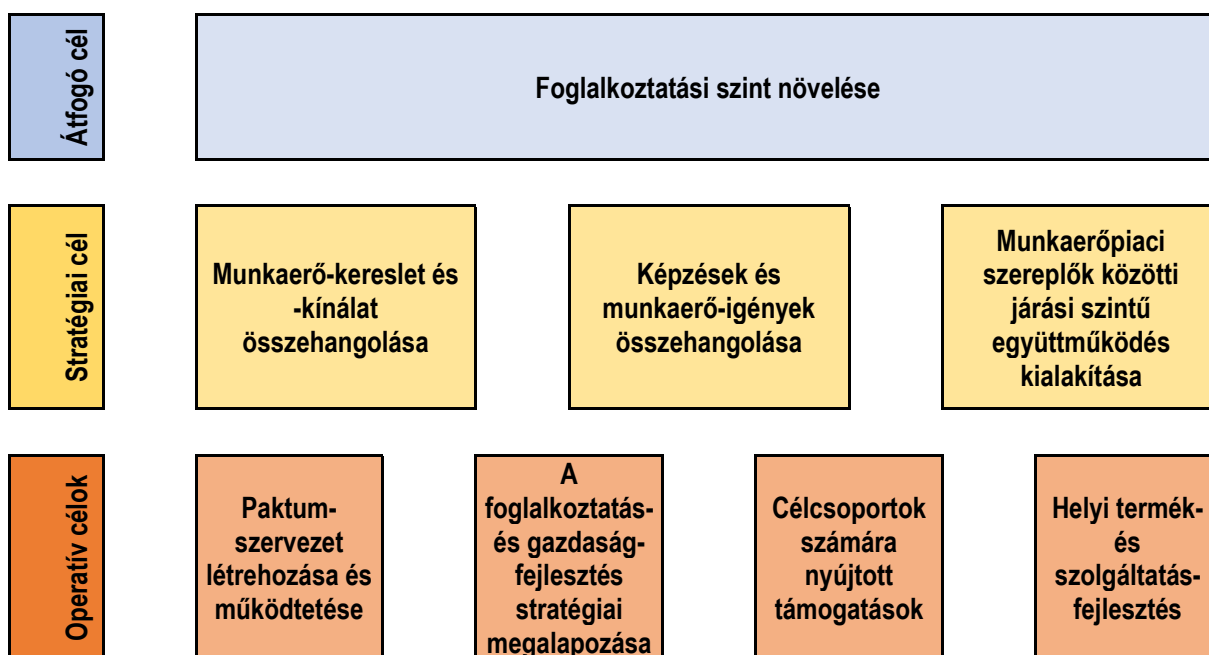 Átfogó cél
Foglalkoztatási szint növelése
Stratégiai cél
Munkaerő-kereslet és
-kínálat
összehangolása
Képzések és
munkaerő-igények
összehangolása
Munkaerőpiaci
szereplők közötti
járási szintű
együttműködés
kialakítása
Operatív célok
Paktum-
szervezet
létrehozása és
működtetése
A
foglalkoztatás-
és gazdaság-
fejlesztés
stratégiai
megalapozása
Célcsoportok
számára
nyújtott
támogatások
Helyi termék-
és
szolgáltatás-
fejlesztés